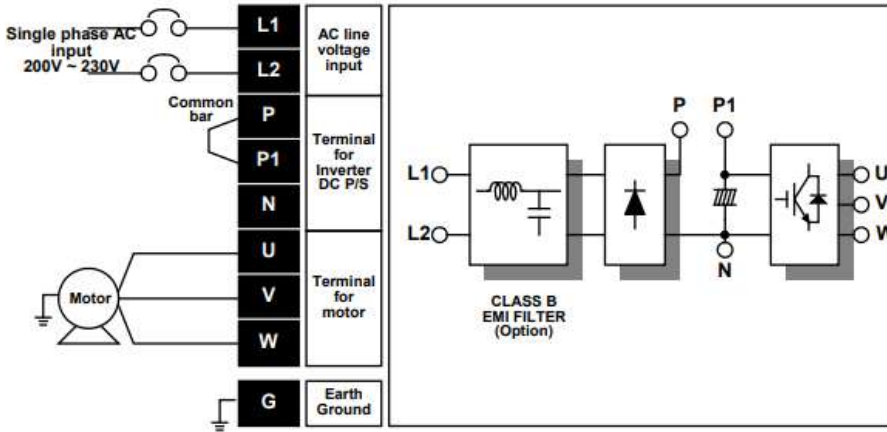 Single phase AC
input
200V ~ 230V
L1
L2
AC line
voltage
input
Common
bar
P
P1
N
Terminal
for
Inverter
DC P/S
Motor
U
V
W
Terminal
for
motor
G
Earth
Ground
P
P1
L1
L2
N
U
V
W
CLASS B
EMI FILTER
(Option)